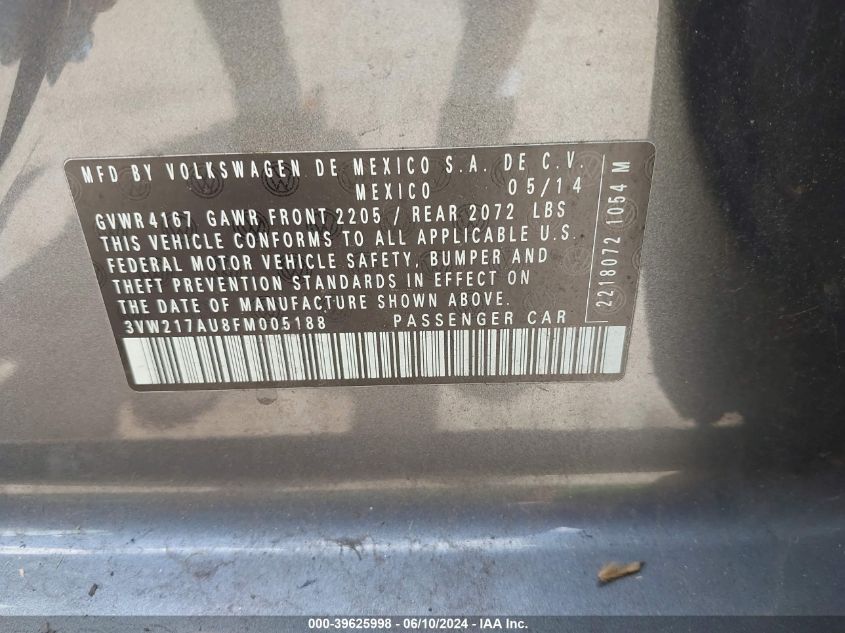 MFD BY VOLKSWAGEN DE MEXICO S.A. DE C.V.
MEXICO 05/14
GVWR 4167 GAWR FRONT 2205 / REAR 2072 LBS
THIS VEHICLE CONFORMS TO ALL APPLICABLE U.S.
FEDERAL MOTOR VEHICLE SAFETY, BUMPER AND
THEFT PREVENTION STANDARDS IN EFFECT ON
THE DATE OF MANUFACTURE SHOWN ABOVE.
3VW217AU8FM005188 PASSENGER CAR
2218072 1054 M
000-39625998 - 06/10/2024 - IAA Inc.